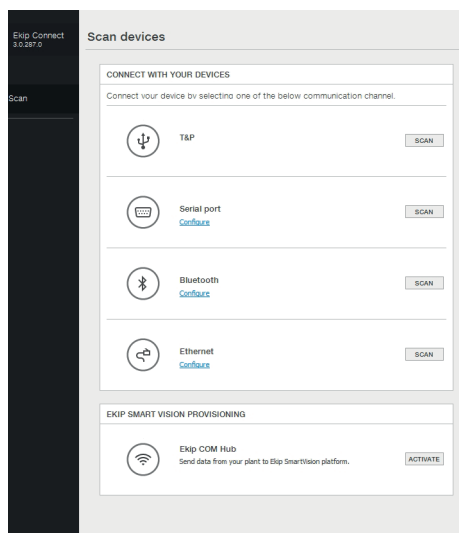 Ekip Connect
3.0.287.0
Scan devices
Scan
CONNECT WITH YOUR DEVICES
Connect your device by selecting one of the below communication channel.
T&P
SCAN
Serial port
Configure
SCAN
Bluetooth
Configure
SCAN
Ethernet
Configure
SCAN
EKIP SMART VISION PROVISIONING
Ekip COM Hub
Send data from your plant to Ekip SmartVision platform.
ACTIVATE